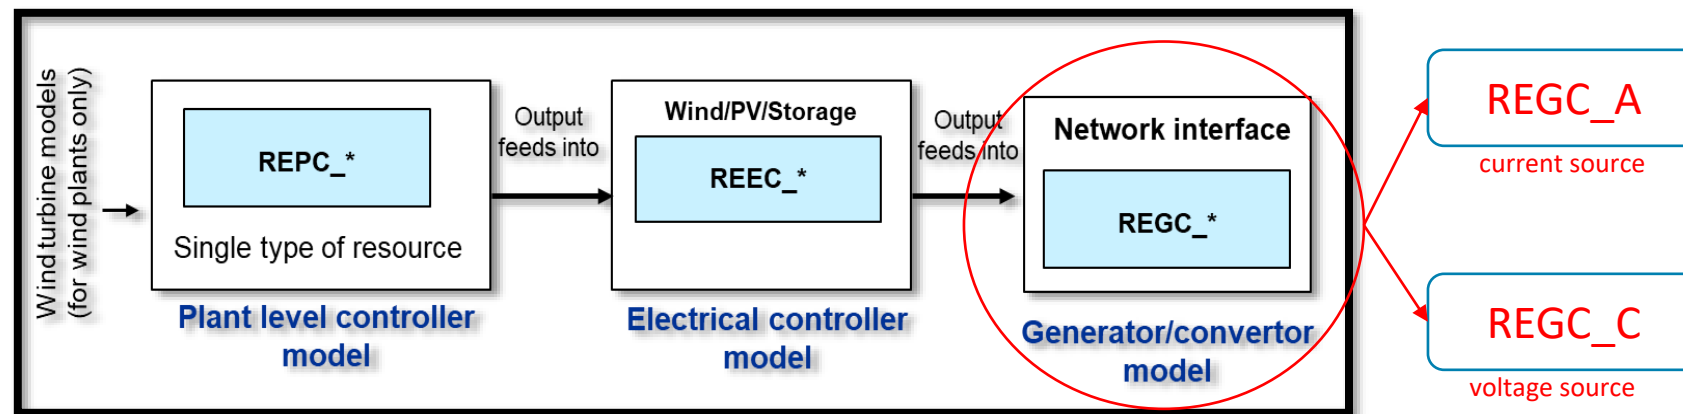 Wind turbine models
(for wind plants only)
REPC_*
Single type of resource
Plant level controller
model
Output
feeds into
Wind/PV/Storage
REEC_*
Electrical controller
model
Output
feeds into
Network interface
REGC_*
Generator/convertor
model
REGC_A
current source
REGC_C
voltage source